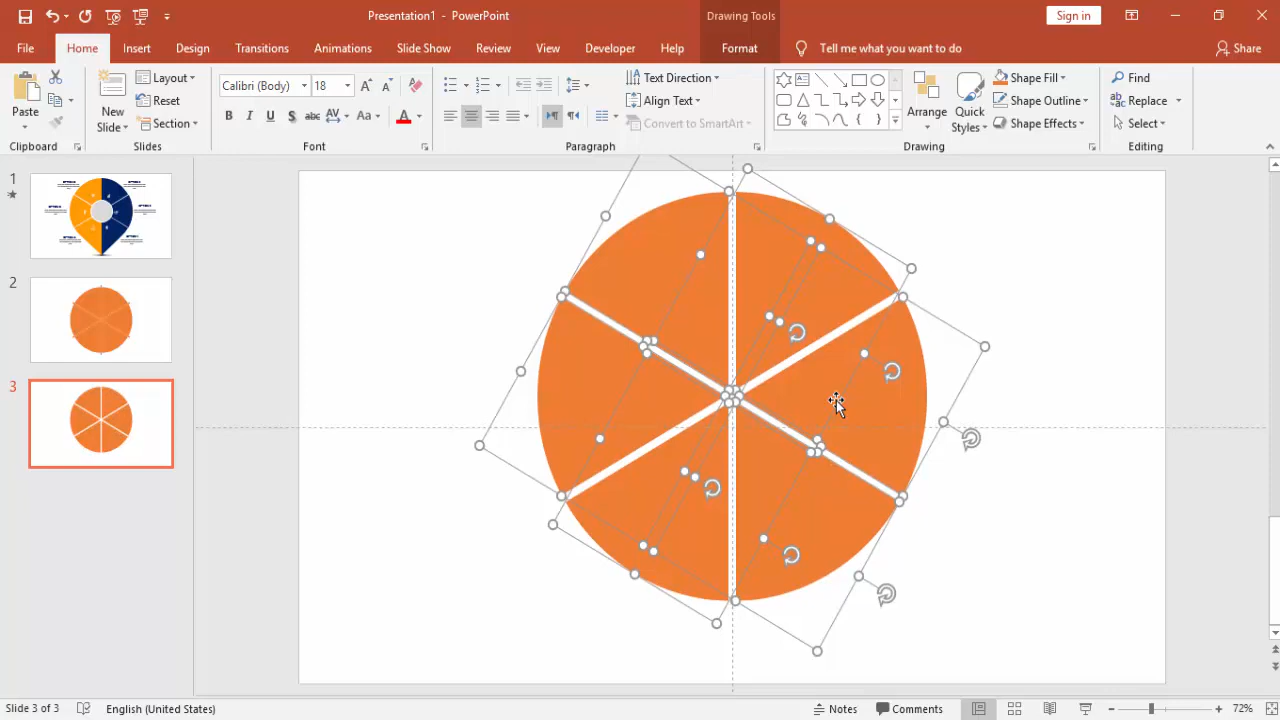 Presentation1 - PowerPoint
Drawing Tools
Sign in
File Home Insert Design Transitions Animations Slide Show Review View Developer Help Format Tell me what you want to do Share
Paste
New Slide
Layout
Reset
Section
Calibri (Body) 18
B I U S abc AV Aa A
Text Direction
Align Text
Convert to SmartArt
Arrange
Quick Styles
Shape Fill
Shape Outline
Shape Effects
Find
Replace
Select
Clipboard Slides Font Paragraph Drawing Editing
1
2
3
Slide 3 of 3 English (United States) Notes Comments 72%